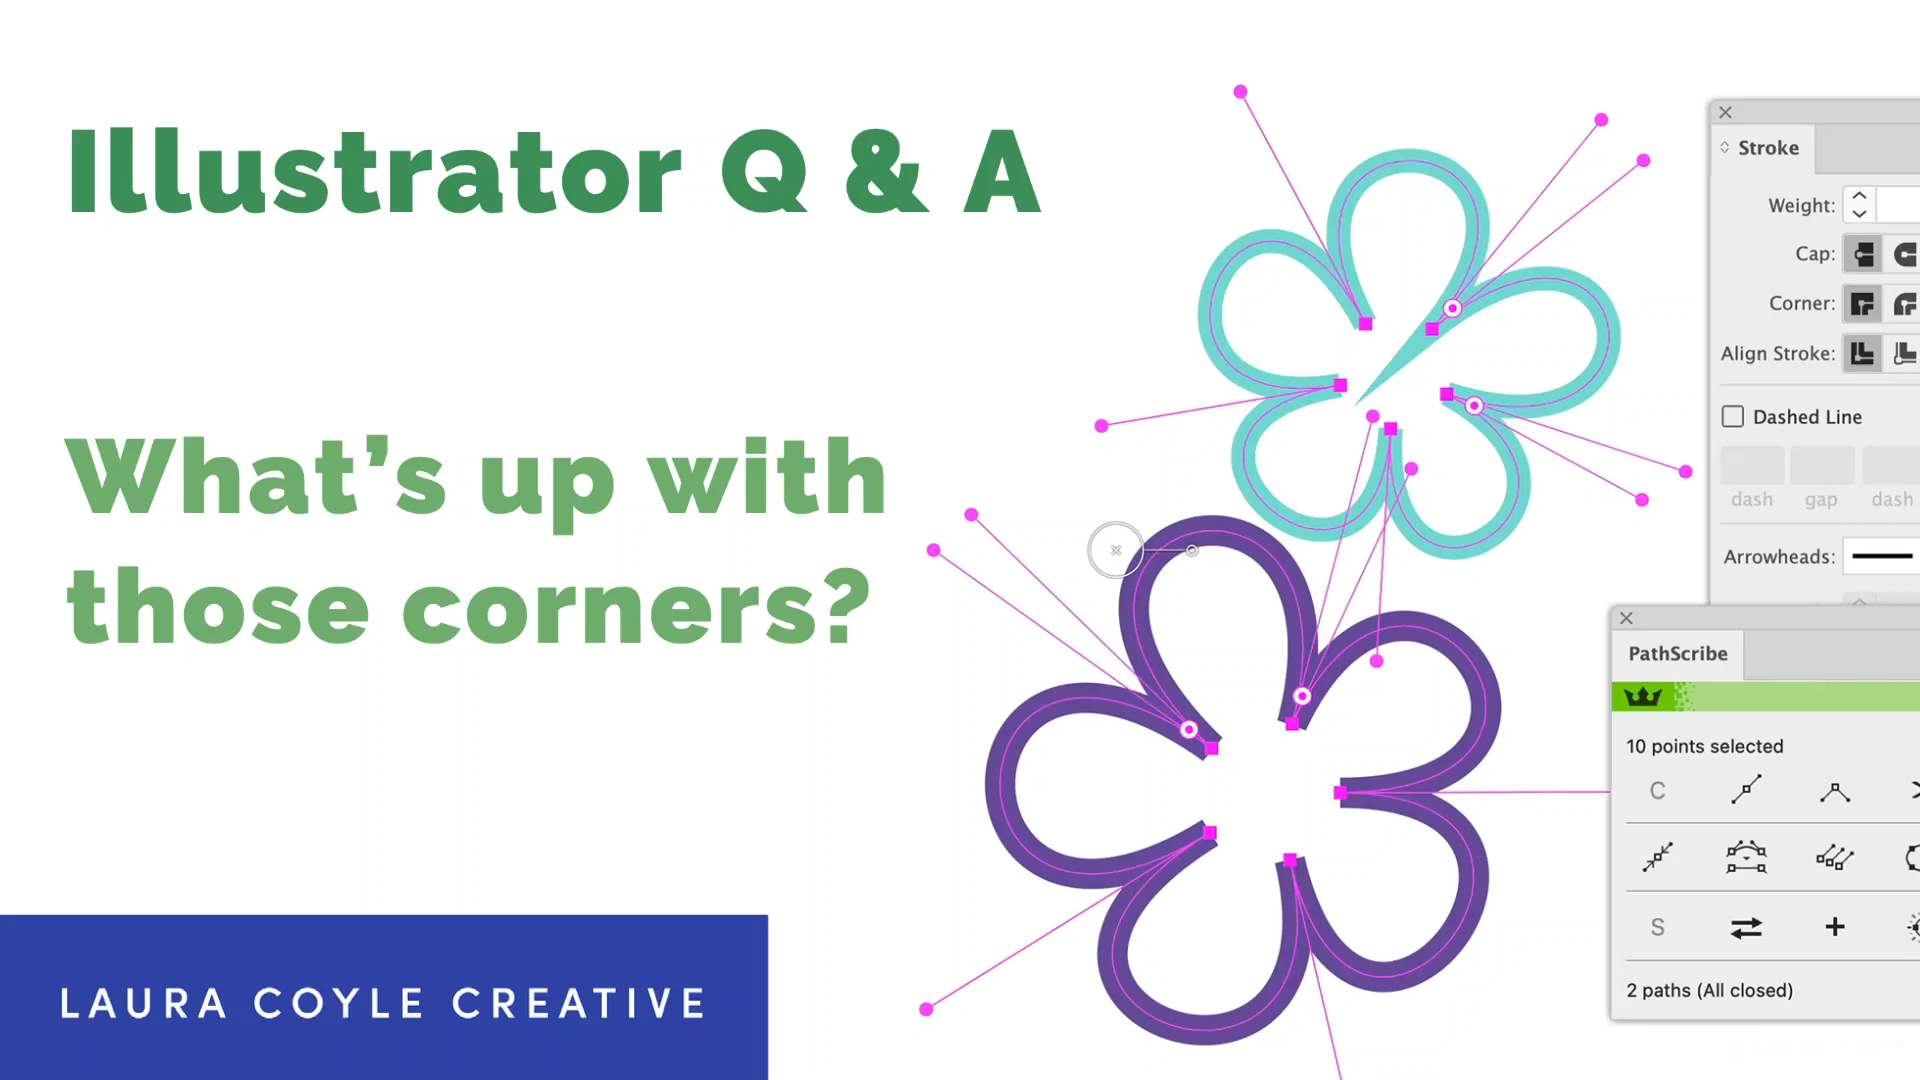 Illustrator Q & A
What's up with
those corners?
LAURA COYLE CREATIVE
Stroke
Weight:
Cap:
Corner:
Align Stroke:
Dashed Line
dash gap dash
Arrowheads:
PathScribe
10 points selected
C
S
2 paths (All closed)